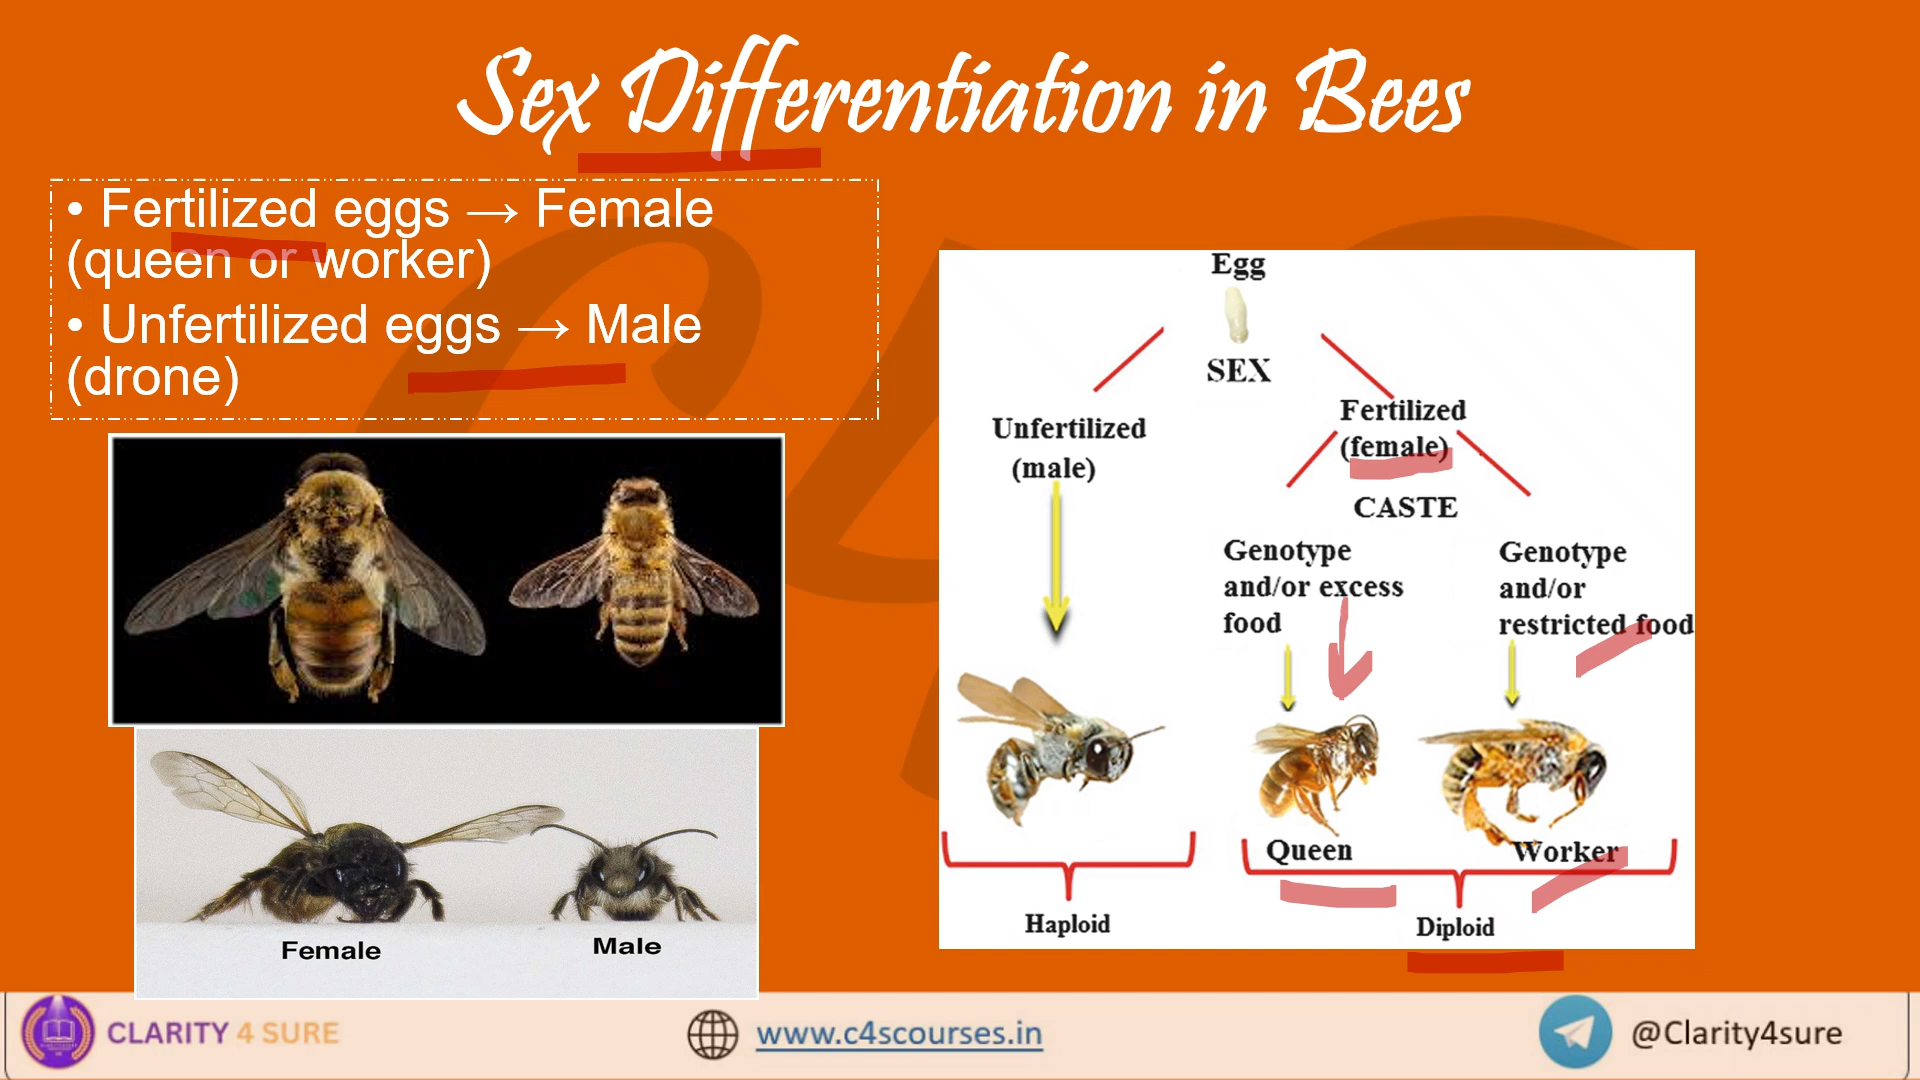 Sex Differentiation in Bees
• Fertilized eggs → Female
(queen or worker)
• Unfertilized eggs → Male
(drone)
Female
Male
Egg
SEX
Unfertilized
(male)
Fertilized
(female)
CASTE
Genotype
and/or excess
food
Genotype
and/or
restricted food
Queen
Worker
Haploid
Diploid
CLARITY 4 SURE
www.c4scourses.in
@Clarity4sure